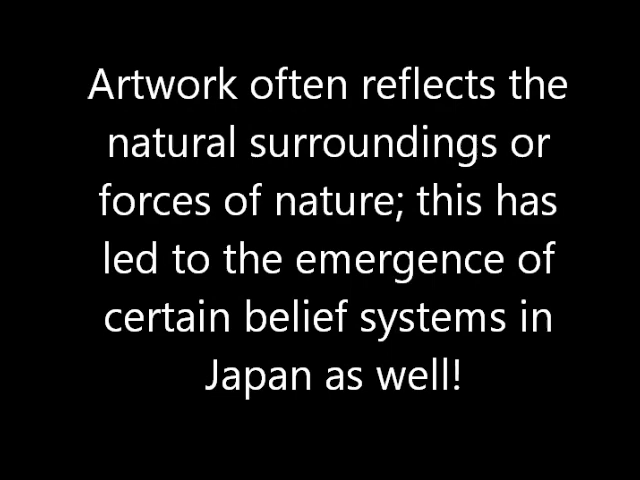 Artwork often reflects the
natural surroundings or
forces of nature; this has
led to the emergence of
certain belief systems in
Japan as well!